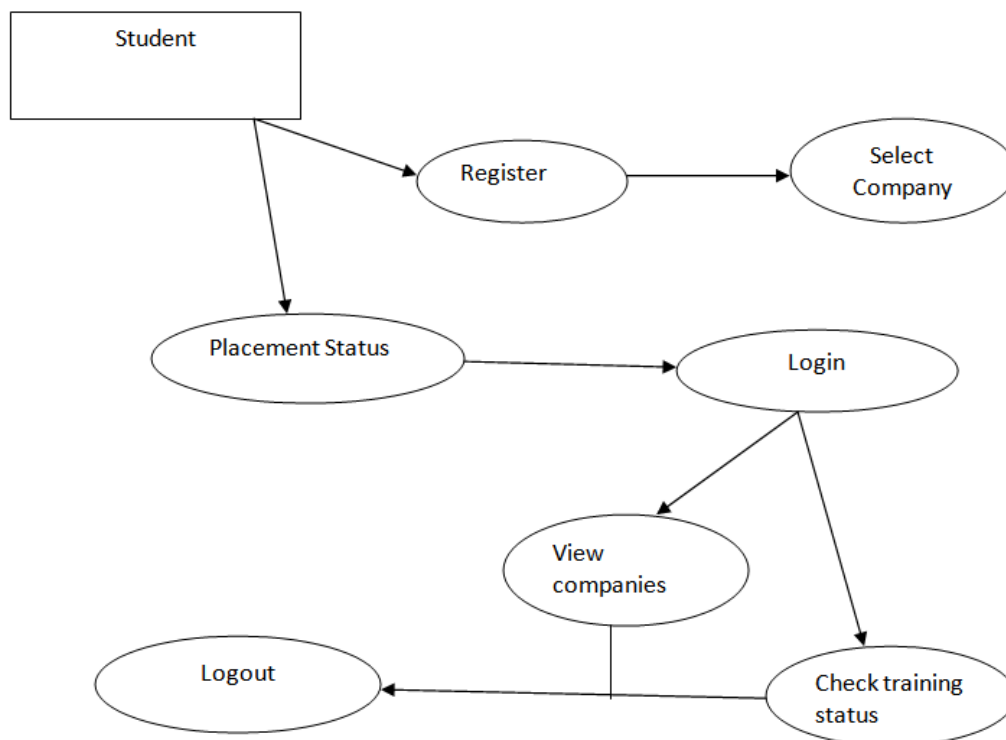 Student
Register
Select
Company
Placement Status
Login
View
companies
Logout
Check training
status